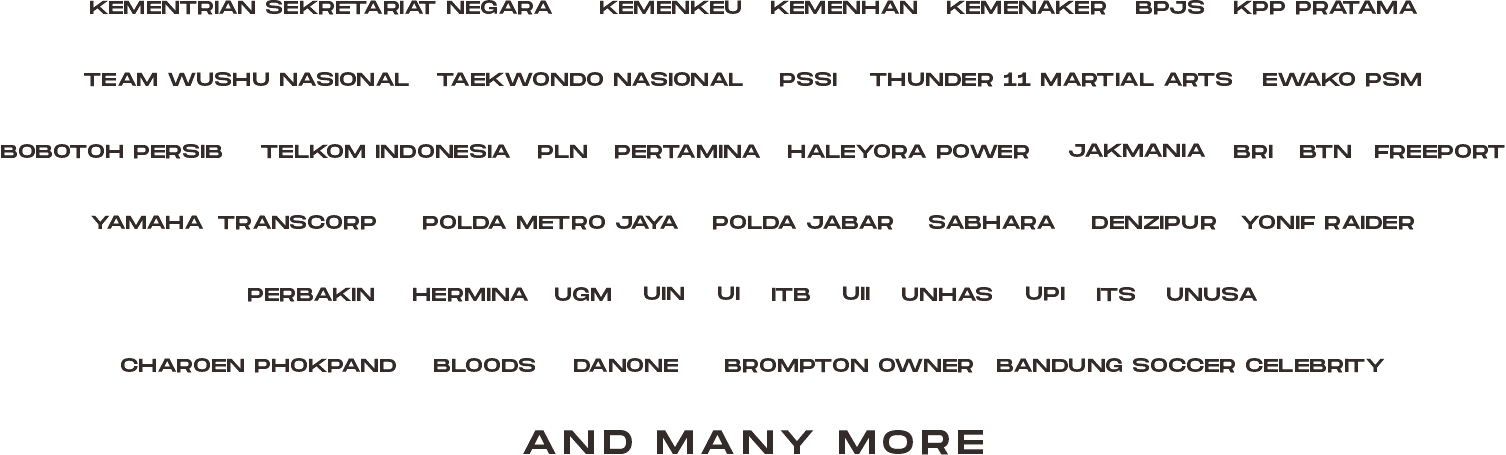 KEMENTRIAN SEKRETARIAT NEGARA KEMENKEU KEMENHAN KEMENAKER BPJS KPP PRATAMA
TEAM WUSHU NASIONAL TAEKWONDO NASIONAL PSSI THUNDER 11 MARTIAL ARTS EWAKO PSM
BOBOTOH PERSIB TELKOM INDONESIA PLN PERTAMINA HALEYORA POWER JAKMANIA BRI BTN FREEPORT
YAMAHA TRANSCORP POLDA METRO JAYA POLDA JABAR SABHARA DENZIPUR YONIF RAIDER
PERBAKIN HERMINA UGM UIN UI ITB UII UNHAS UPI ITS UNUSA
CHAROEN PHOKPAND BLOODS DANONE BROMPTON OWNER BANDUNG SOCCER CELEBRITY
AND MANY MORE